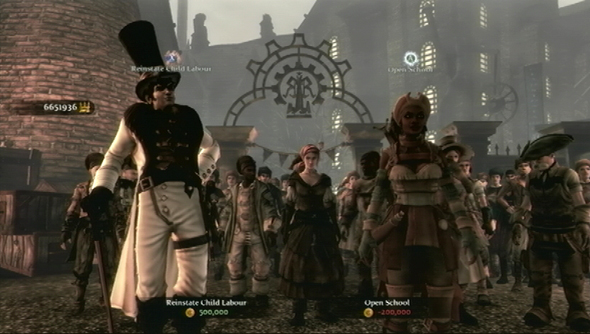 Reinstate Child Labour
Open School
6651936
Reinstate Child Labour
500,000
Open School
-200,000